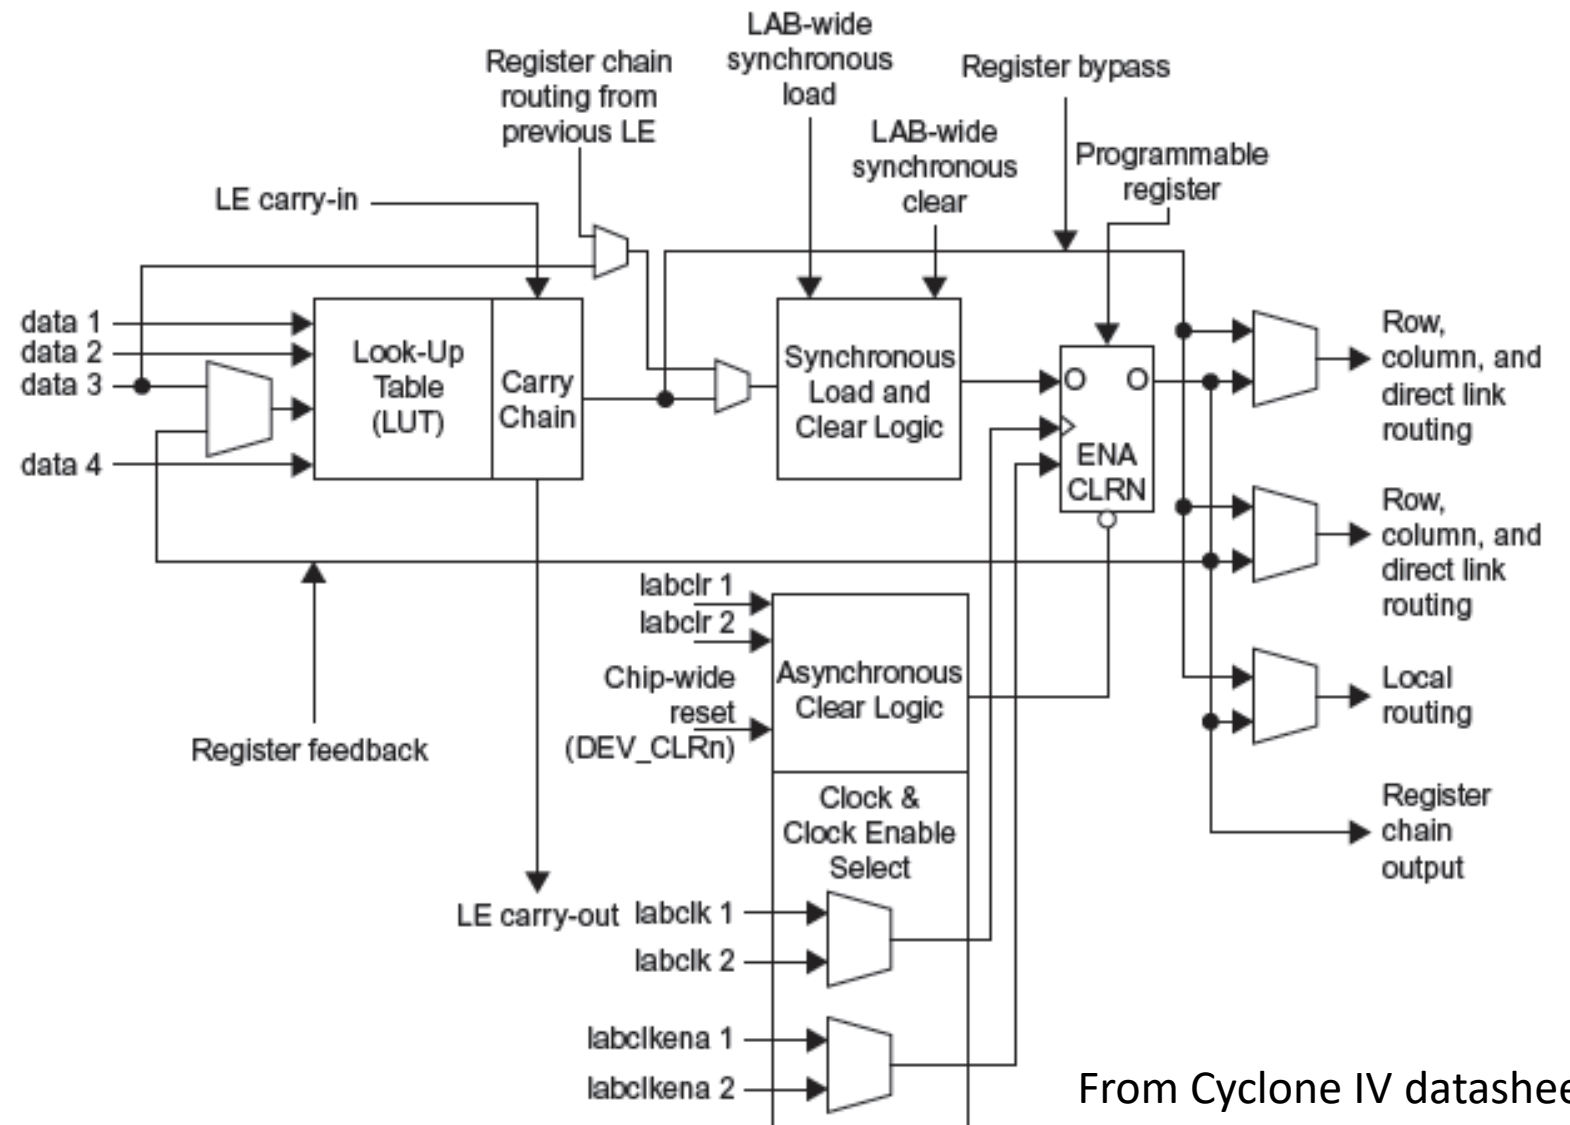 LAB-wide
synchronous
load
Register chain
routing from
previous LE
Register bypass
LAB-wide
synchronous
clear
Programmable
register
LE carry-in
data 1
data 2
data 3
data 4
Look-Up
Table
(LUT)
Carry
Chain
Synchronous
Load and
Clear Logic
O O
ENA
CLRN
Row,
column, and
direct link
routing
Row,
column, and
direct link
routing
Local
routing
Register
chain
output
labclr 1
labclr 2
Chip-wide
reset
(DEV_CLRn)
Asynchronous
Clear Logic
Register feedback
Clock &
Clock Enable
Select
LE carry-out
labclk 1
labclk 2
labclkena 1
labclkena 2
From Cyclone IV datashee